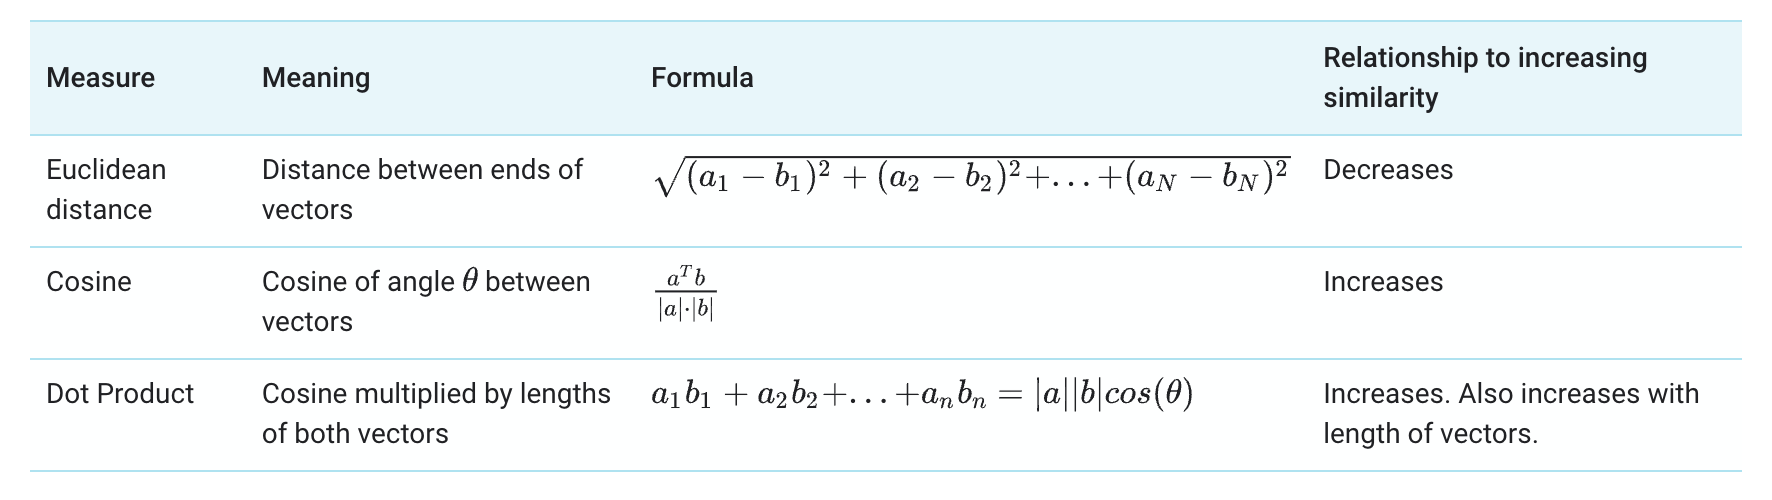 Measure Meaning Formula Relationship to increasing
similarity
Euclidean
distance
Distance between ends of
vectors
√(a₁ − b₁)² + (a₂ − b₂)²+…+(a_N − b_N)²
Decreases
Cosine
Cosine of angle θ between
vectors
aᵀb
|a|·|b|
Increases
Dot Product
Cosine multiplied by lengths
of both vectors
a₁b₁ + a₂b₂+…+aₙbₙ = |a||b|cos(θ)
Increases. Also increases with
length of vectors.